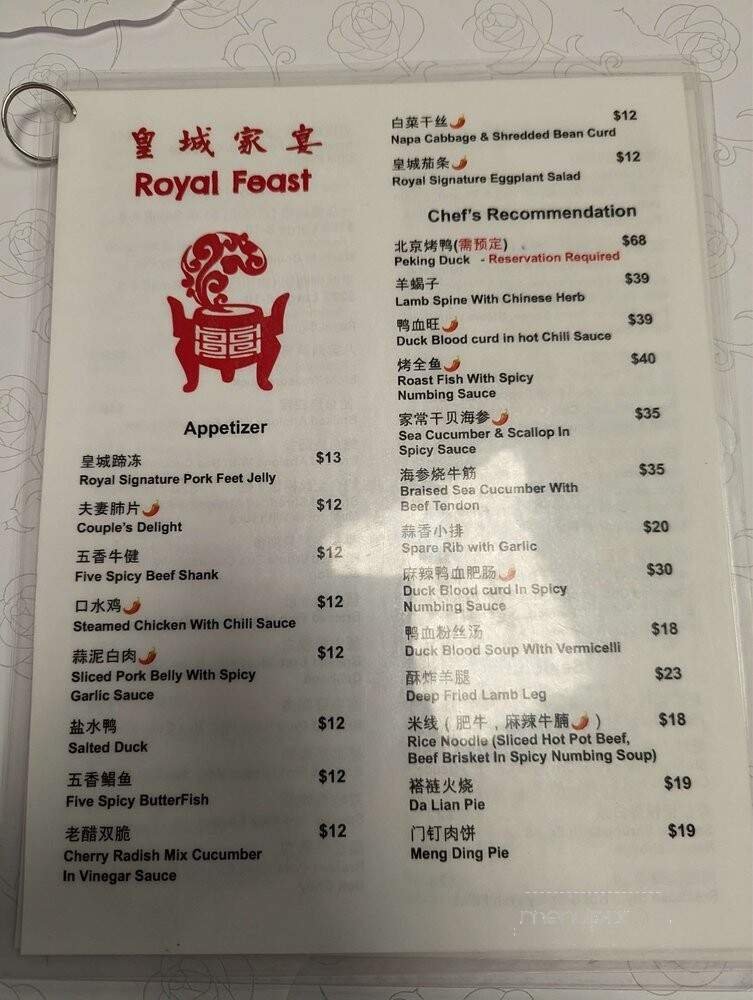 皇城家宴
Royal Feast
Appetizer
皇城蹄冻 $13
Royal Signature Pork Feet Jelly
夫妻肺片 $12
Couple's Delight
五香牛健 $12
Five Spicy Beef Shank
口水鸡 $12
Steamed Chicken With Chili Sauce
蒜泥白肉 $12
Sliced Pork Belly With Spicy
Garlic Sauce
盐水鸭 $12
Salted Duck
五香鲳鱼 $12
Five Spicy ButterFish
老醋双脆 $12
Cherry Radish Mix Cucumber
In Vinegar Sauce
白菜干丝 $12
Napa Cabbage & Shredded Bean Curd
皇城茄条 $12
Royal Signature Eggplant Salad
Chef's Recommendation
北京烤鸭(需预定) $68
Peking Duck - Reservation Required
羊蝎子 $39
Lamb Spine With Chinese Herb
鸭血旺 $39
Duck Blood curd in hot Chili Sauce
烤全鱼 $40
Roast Fish With Spicy
Numbing Sauce
家常干贝海参 $35
Sea Cucumber & Scallop In
Spicy Sauce
海参烧牛筋 $35
Braised Sea Cucumber With
Beef Tendon
蒜香小排 $20
Spare Rib with Garlic
麻辣鸭血肥肠 $30
Duck Blood curd in Spicy
Numbing Sauce
鸭血粉丝汤 $18
Duck Blood Soup With Vermicelli
酥炸羊腿 $23
Deep Fried Lamb Leg
米线（肥牛，麻辣牛腩） $18
Rice Noodle (Sliced Hot Pot Beef,
Beef Brisket In Spicy Numbing Soup)
褡裢火烧 $19
Da Lian Pie
门钉肉饼 $19
Meng Ding Pie